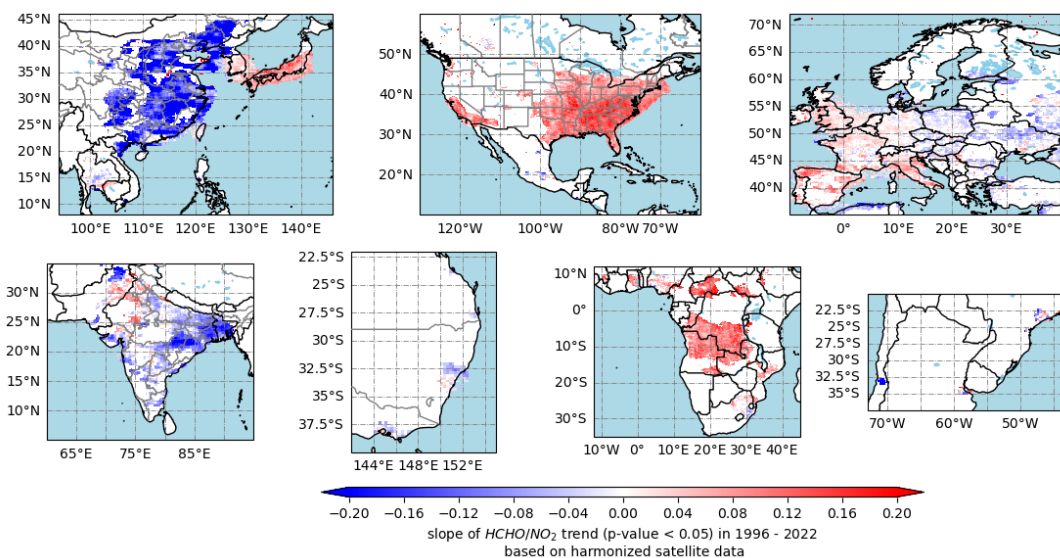 45°N
40°N
35°N
30°N
25°N
20°N
15°N
10°N
100°E
110°E
120°E
130°E
140°E
50°N
40°N
30°N
20°N
120°W
100°W
80°W
70°W
70°N
65°N
60°N
55°N
50°N
45°N
40°N
0°
10°E
20°E
30°E
30°N
25°N
20°N
15°N
10°N
65°E
75°E
85°E
22.5°S
27.5°S
32.5°S
37.5°S
144°E
148°E
152°E
10°N
0°
10°S
20°S
30°S
10°W
0°
10°E
20°E
30°E
40°E
22.5°S
25°S
30°S
32.5°S
35°S
70°W
60°W
50°W
−0.20
−0.16
−0.12
−0.08
−0.04
0.00
0.04
0.08
0.12
0.16
0.20
slope of HCHO/NO₂ trend (p-value < 0.05) in 1996 - 2022
based on harmonized satellite data